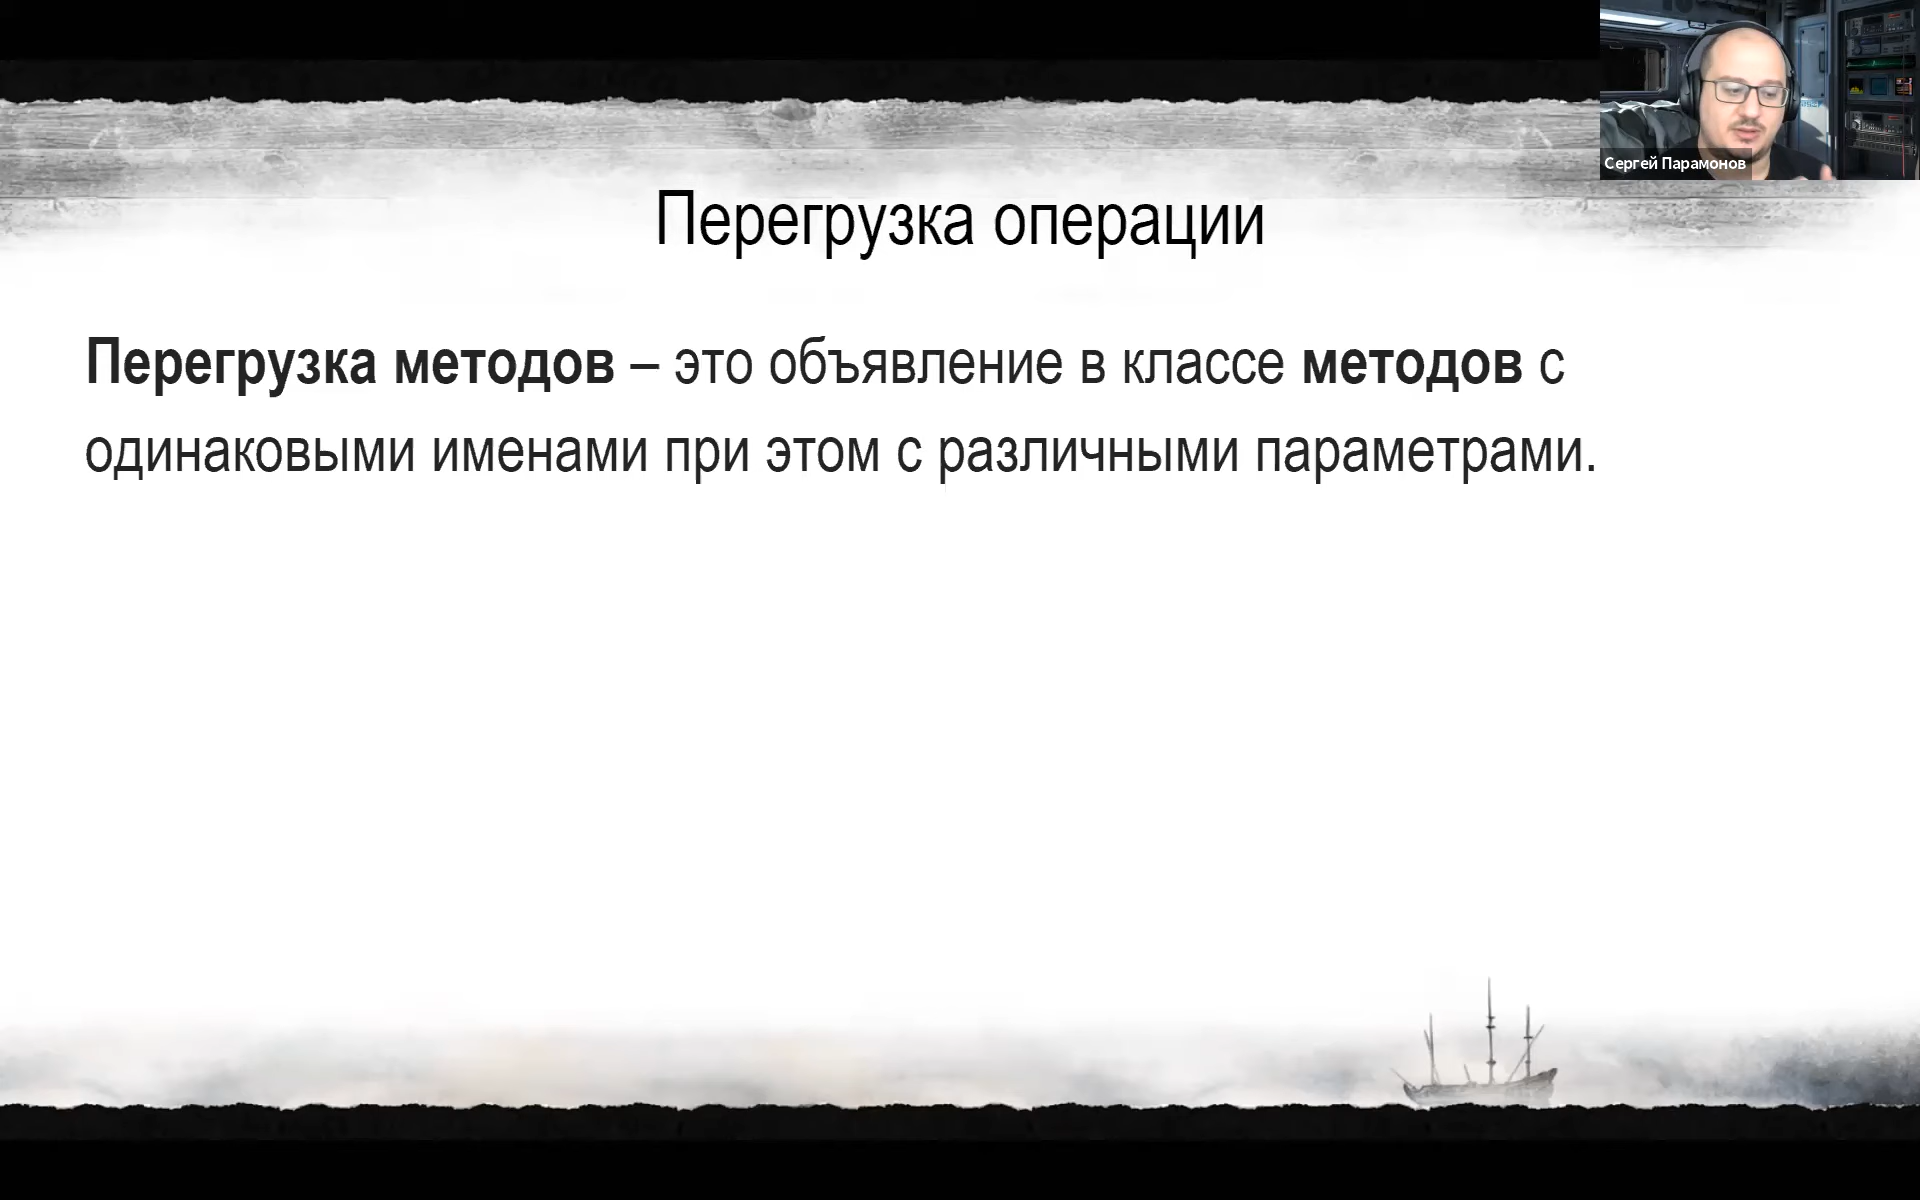 Сергей Парамонов
Перегрузка операции
Перегрузка методов – это объявление в классе методов с
одинаковыми именами при этом с различными параметрами.